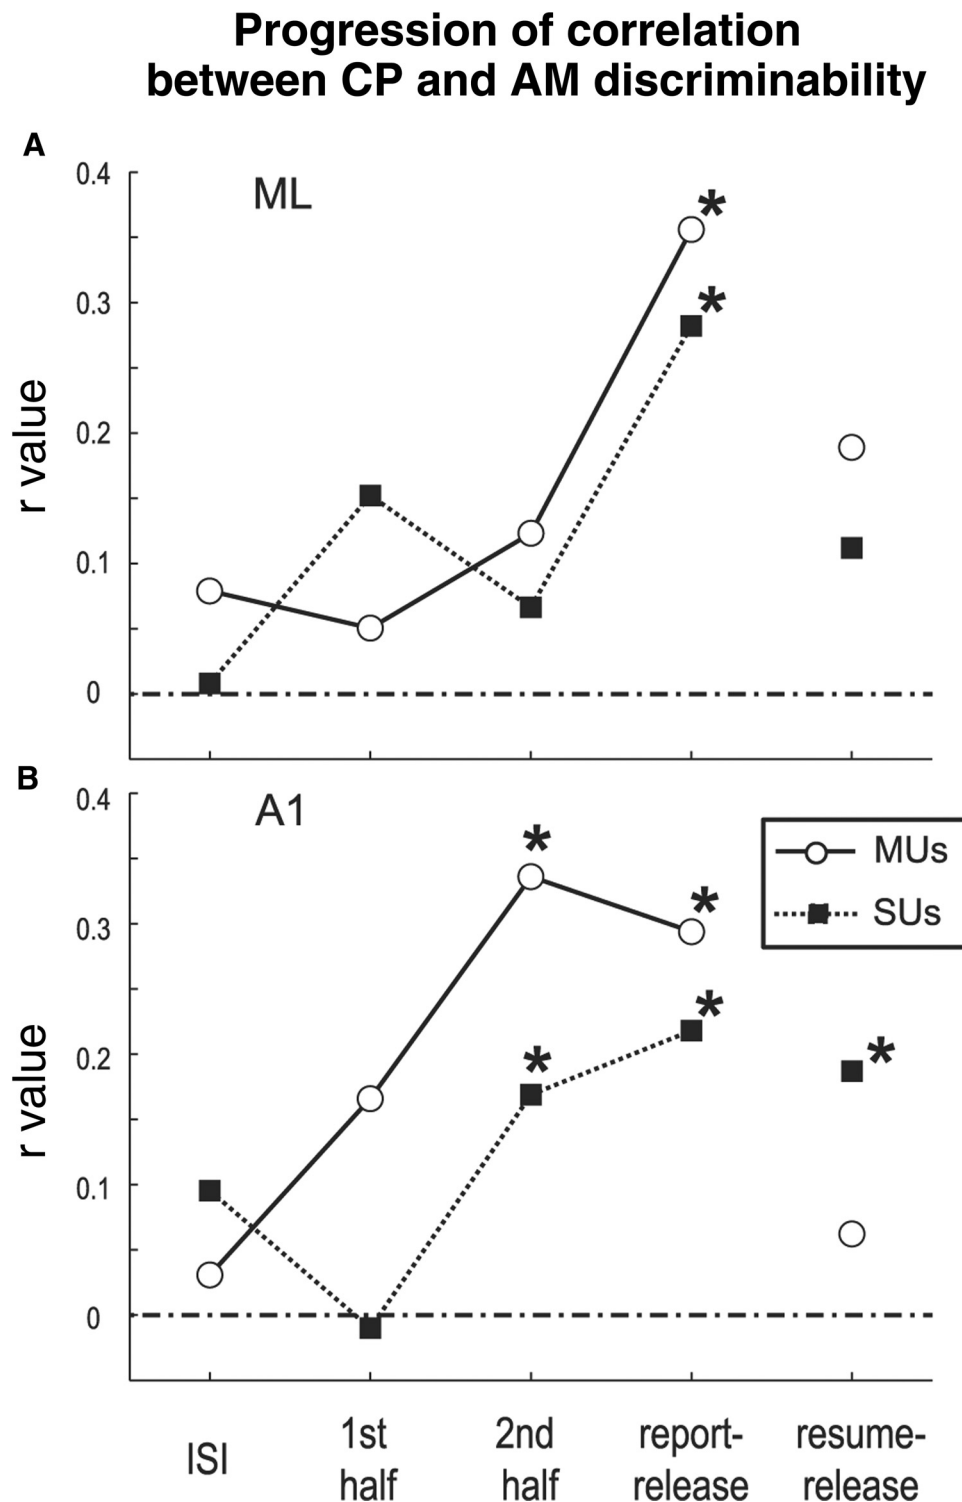 Progression of correlation
between CP and AM discriminability
A
ML
0.4
0.3
0.2
0.1
0
r value
*
*
B
A1
0.4
0.3
0.2
0.1
0
r value
*
*
*
*
*
MUs
SUs
ISI
1st
half
2nd
half
report-
release
resume-
release